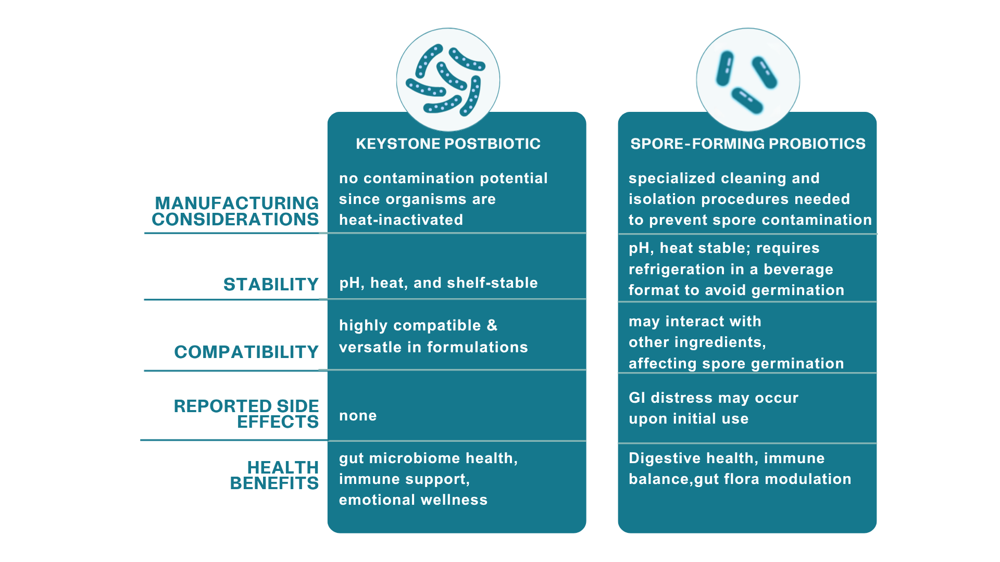 KEYSTONE POSTBIOTIC
SPORE-FORMING PROBIOTICS
MANUFACTURING
CONSIDERATIONS
no contamination potential
since organisms are
heat-inactivated
specialized cleaning and
isolation procedures needed
to prevent spore contamination
STABILITY
pH, heat, and shelf-stable
pH, heat stable; requires
refrigeration in a beverage
format to avoid germination
COMPATIBILITY
highly compatible &
versatle in formulations
may interact with
other ingredients,
affecting spore germination
REPORTED SIDE
EFFECTS
none
GI distress may occur
upon initial use
HEALTH
BENEFITS
gut microbiome health,
immune support,
emotional wellness
Digestive health, immune
balance,gut flora modulation